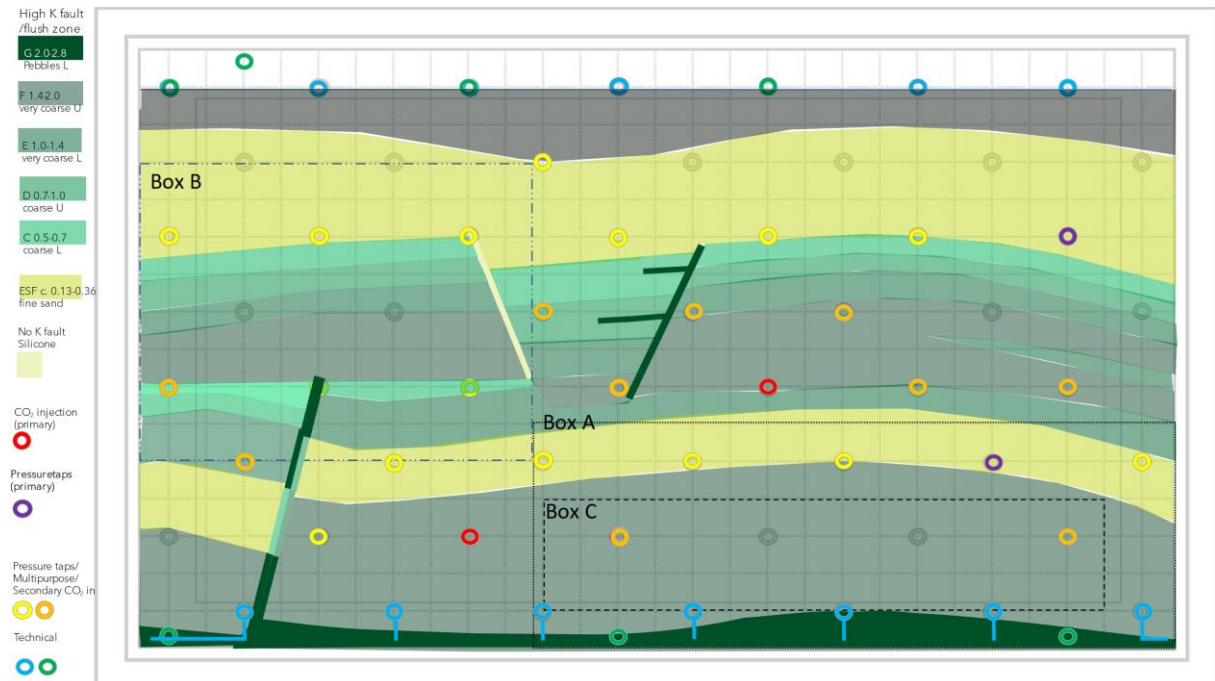 High K fault
/flush zone
G 2.0-2.8
Pebbles L
F 1.42.0
very coarse U
E 1.0-1.4
very coarse L
D 0.7-1.0
coarse U
C 0.5-0.7
coarse L
ESF c. 0.13-0.36
fine sand
No K fault
Silicone
CO₂ injection
(primary)
Pressuretaps
(primary)
Pressure taps/
Multipurpose/
Secondary CO₂ in
Technical
Box B
Box A
Box C